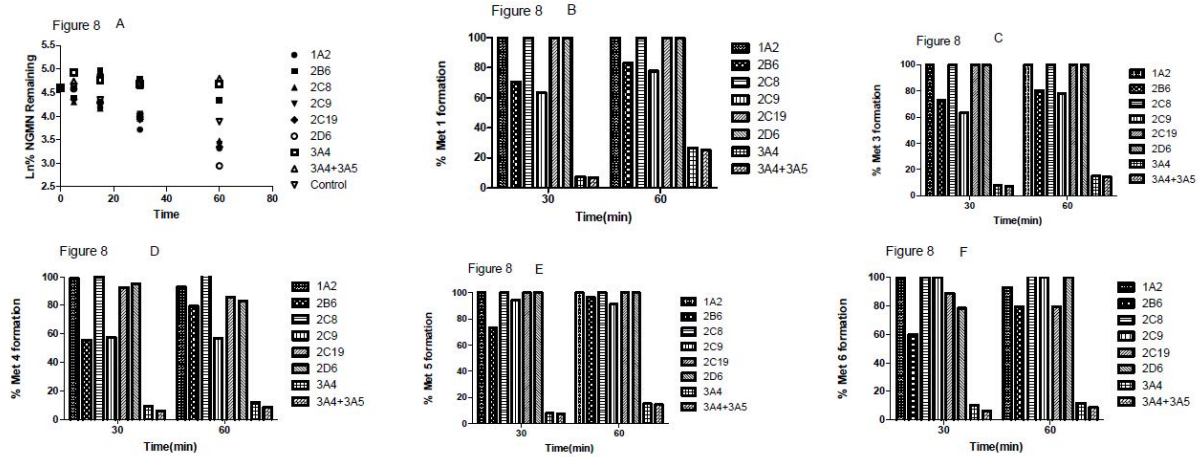 Figure 8 A
Ln% NGMN Remaining
5.5
5.0
4.5
4.0
3.5
3.0
2.5
0 20 40 60 80
Time
1A2
2B6
2C8
2C9
2C19
2D6
3A4
3A4+3A5
Control
Figure 8 B
% Met 1 formation
100
80
60
40
20
0
30 60
Time(min)
1A2
2B6
2C8
2C9
2C19
2D6
3A4
3A4+3A5
Figure 8 C
% Met 3 formation
100
80
60
40
20
0
30 60
Time(min)
1A2
2B6
2C8
2C9
2C19
2D6
3A4
3A4+3A5
Figure 8 D
% Met 4 formation
100
80
60
40
20
0
30 60
Time(min)
1A2
2B6
2C8
2C9
2C19
2D6
3A4
3A4+3A5
Figure 8 E
% Met 5 formation
100
80
60
40
20
0
30 60
Time(min)
1A2
2B6
2C8
2C9
2C19
2D6
3A4
3A4+3A5
Figure 8 F
% Met 6 formation
100
80
60
40
20
0
30 60
Time(min)
1A2
2B6
2C8
2C9
2C19
2D6
3A4
3A4+3A5